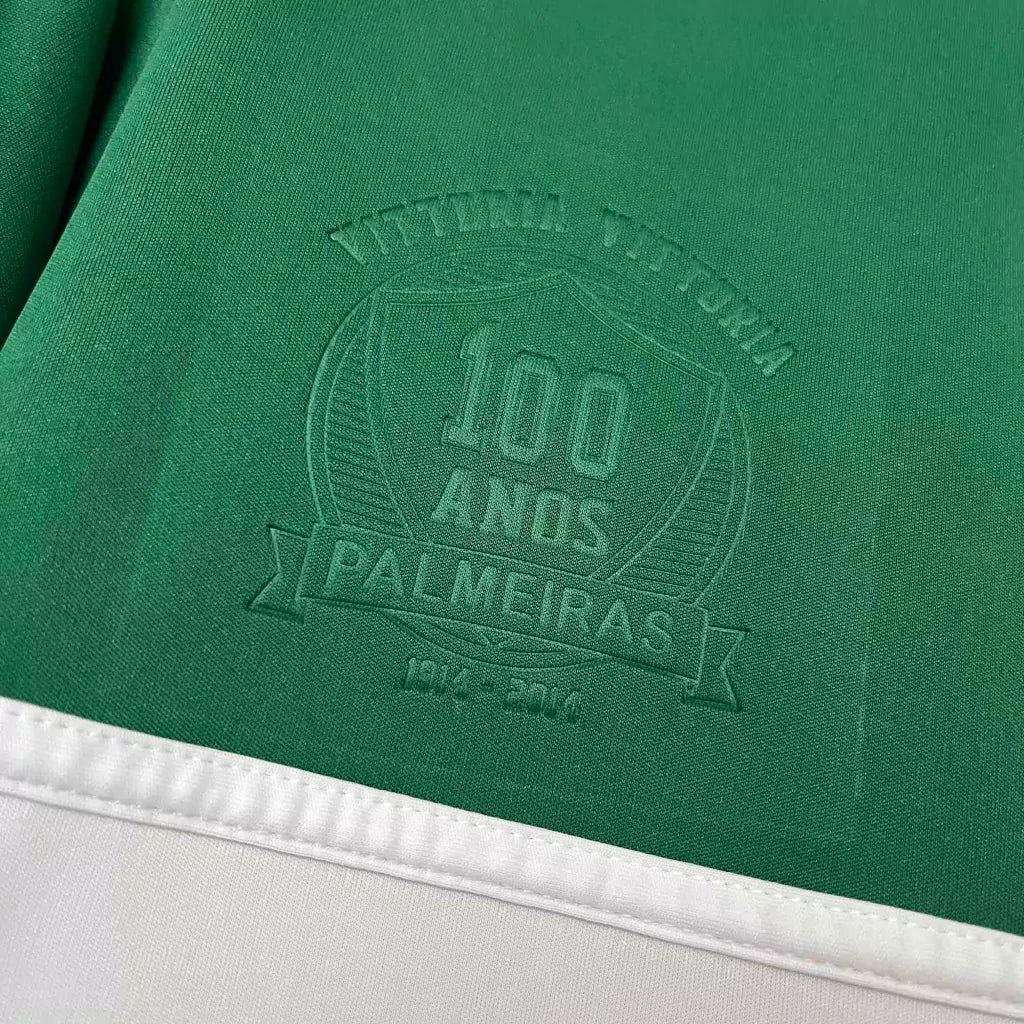 VITTORIA VITTORIA
100
ANOS
PALMEIRAS
1914 - 2014